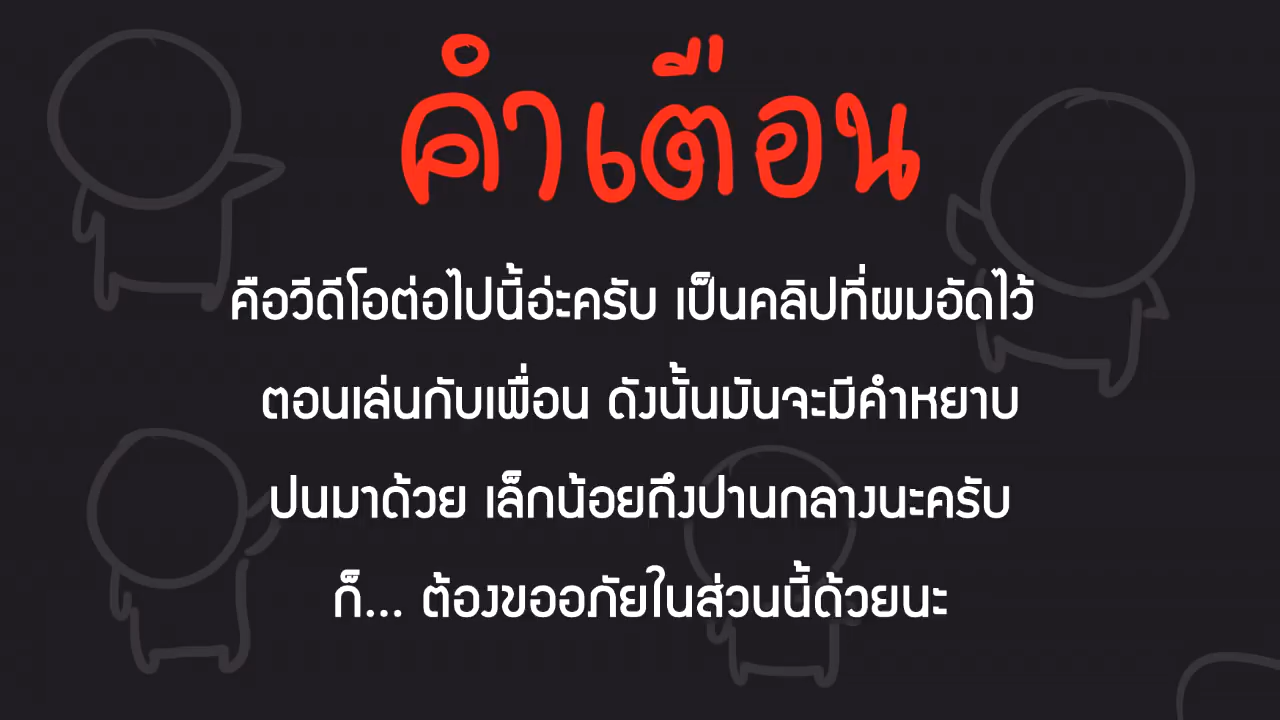 คำเตือน
คือวีดีโอต่อไปนี้อ่ะครับ เป็นคลิปที่ผมอัดไว้
ตอนเล่นกับเพื่อน ดังนั้นมันจะมีคำหยาบ
ปนมาด้วย เล็กน้อยถึงปานกลางนะครับ
ก็... ต้องขออภัยในส่วนนี้ด้วยนะ